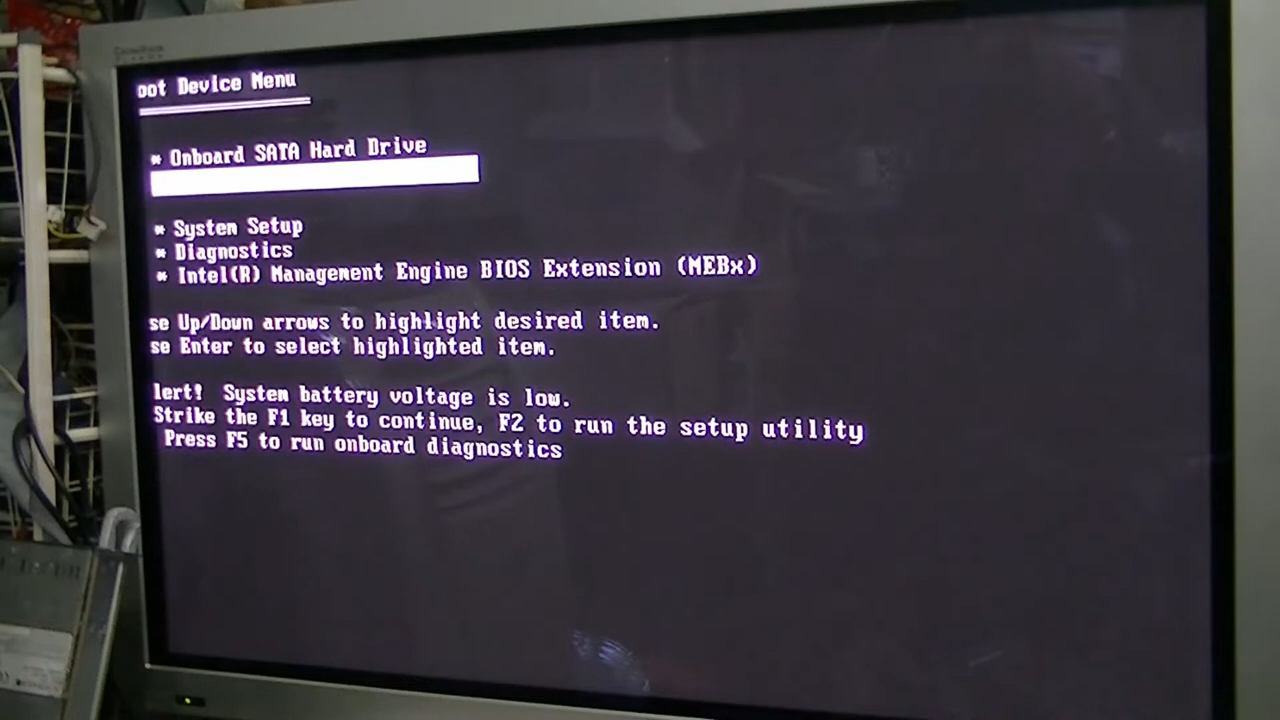 oot Device Menu
* Onboard SATA Hard Drive
* System Setup
* Diagnostics
* Intel(R) Management Engine BIOS Extension (MEBx)
se Up/Down arrows to highlight desired item.
se Enter to select highlighted item.
lert! System battery voltage is low.
Strike the F1 key to continue, F2 to run the setup utility
Press F5 to run onboard diagnostics